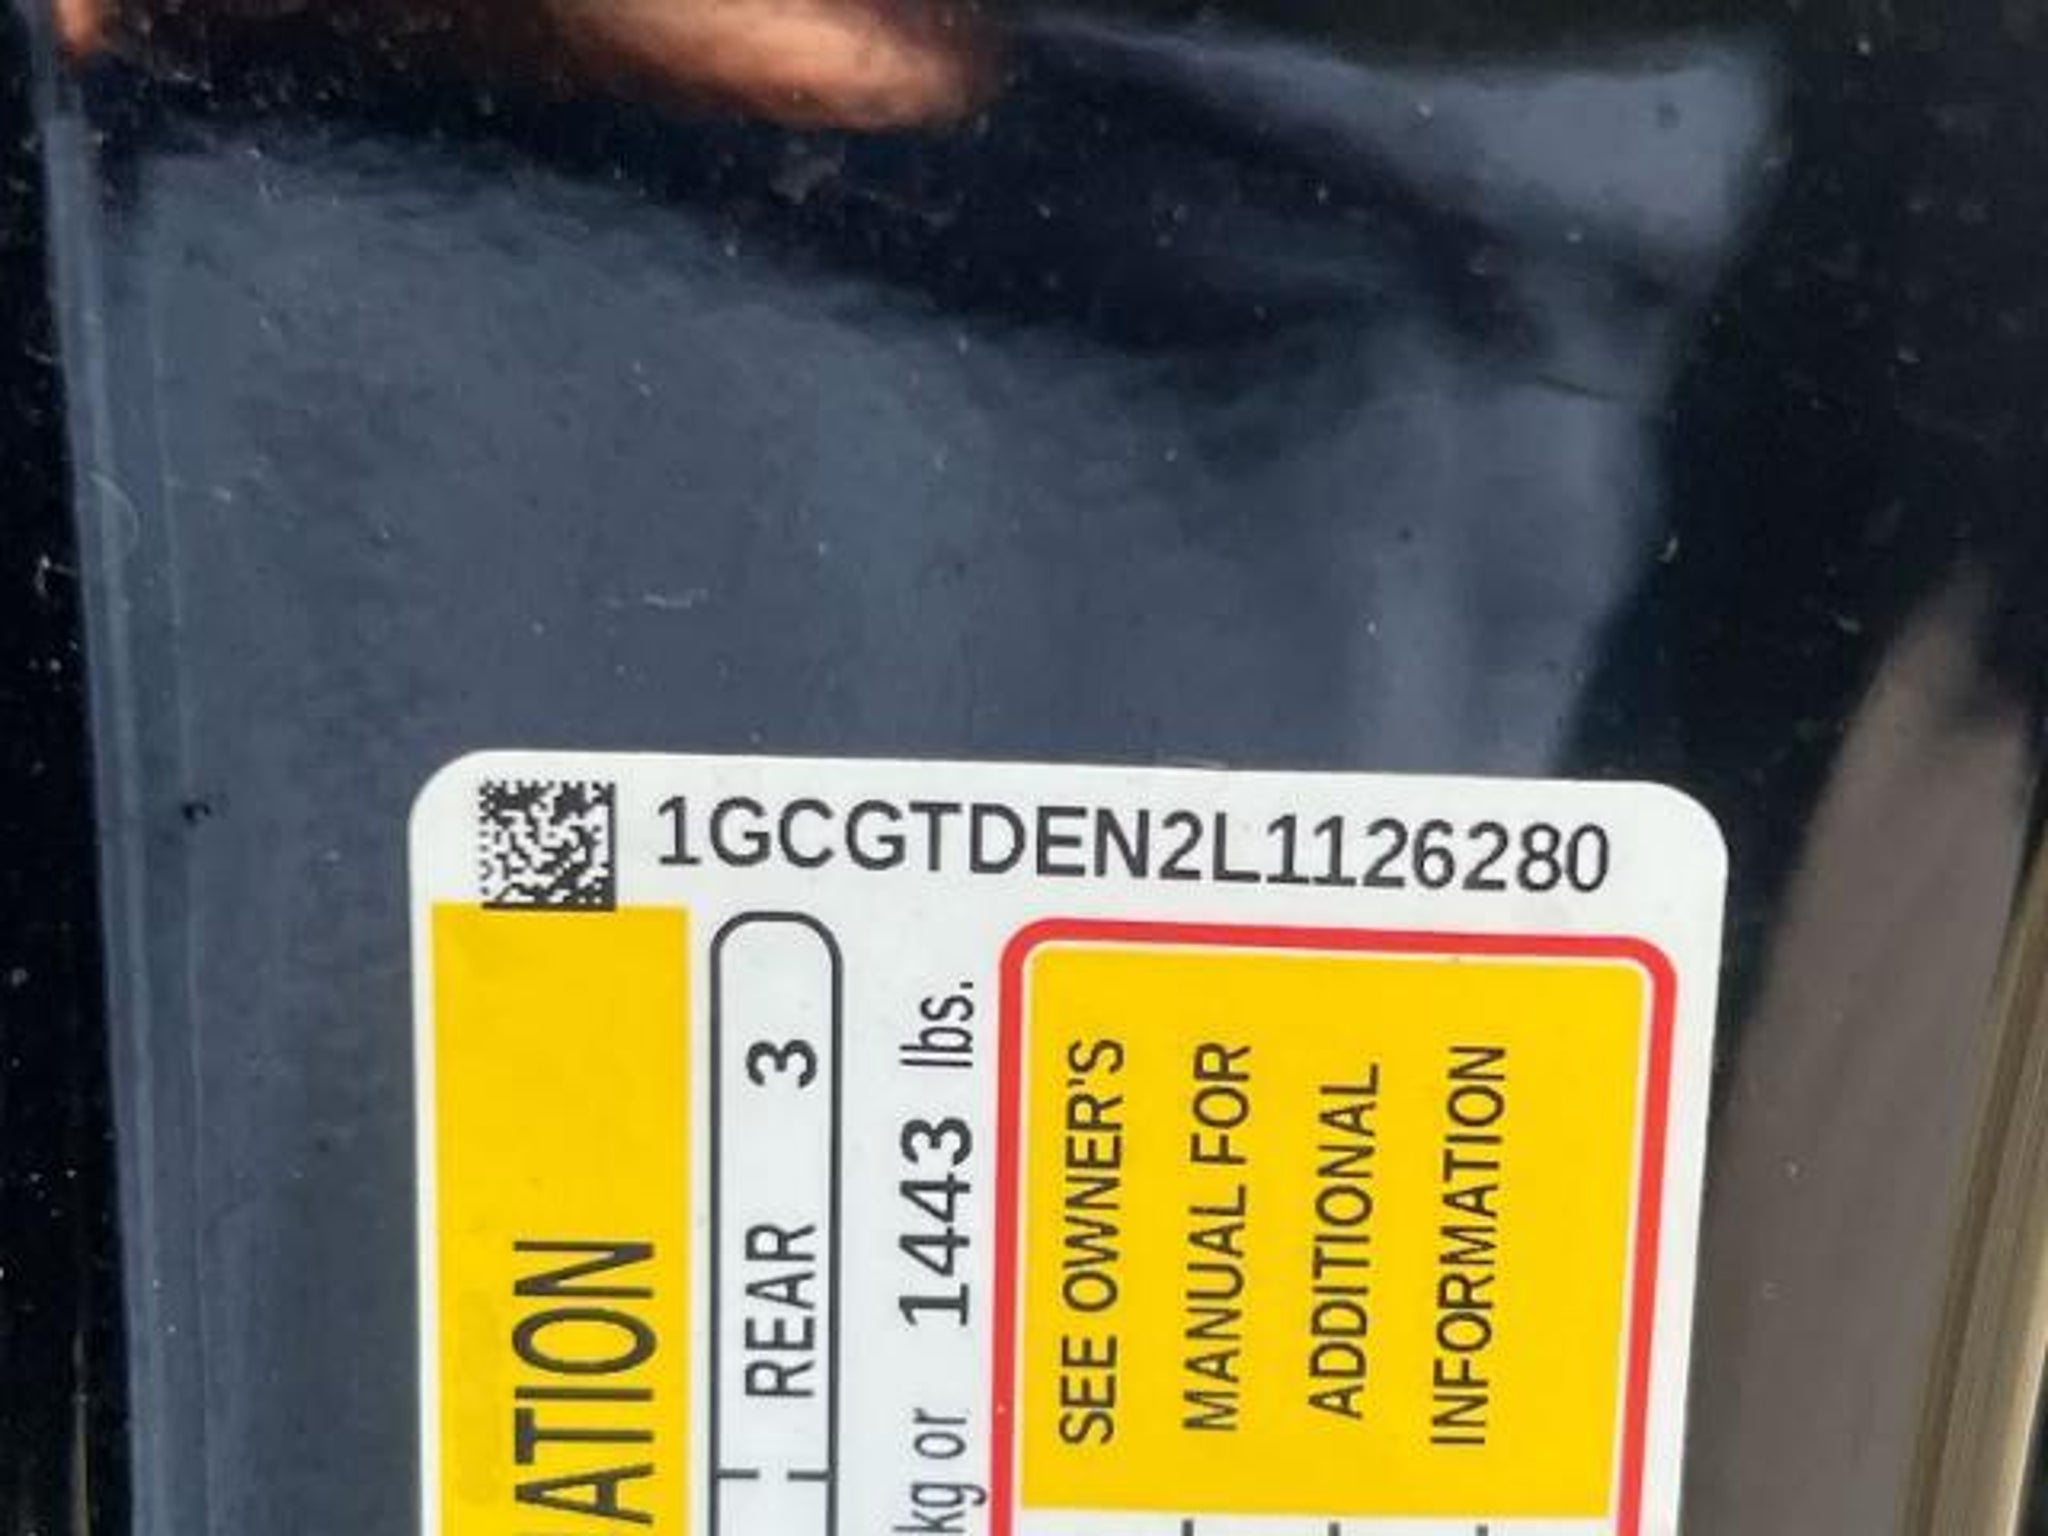 1GCGTDEN2L1126280
ATION
REAR 3
kg or 1443 lbs.
SEE OWNER'S
MANUAL FOR
ADDITIONAL
INFORMATION